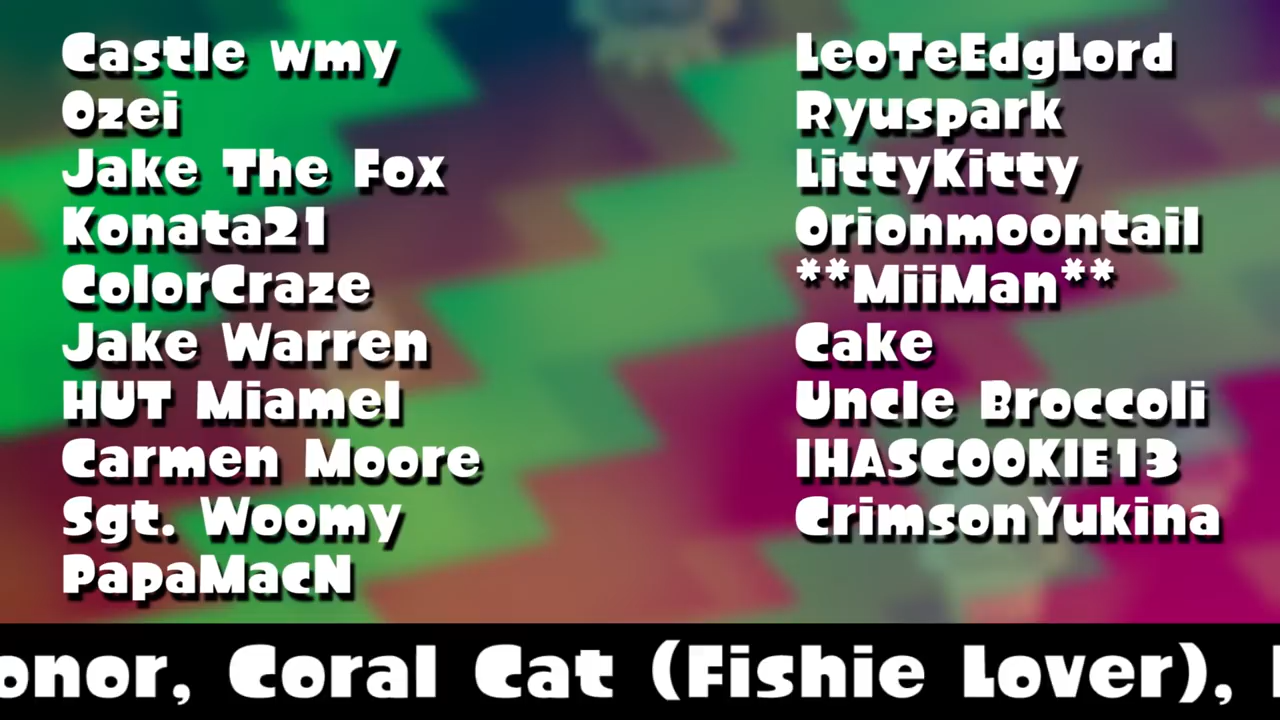 Castle wmy
Ozei
Jake The Fox
Konata21
ColorCraze
Jake Warren
HUT Miamel
Carmen Moore
Sgt. Woomy
PapaMacN
LeoTeEdgLord
Ryuspark
LittyKitty
Orionmoontail
**MiiMan**
Cake
Uncle Broccoli
IHASCOOKIE13
CrimsonYukina
onor, Coral Cat (Fishie Lover),